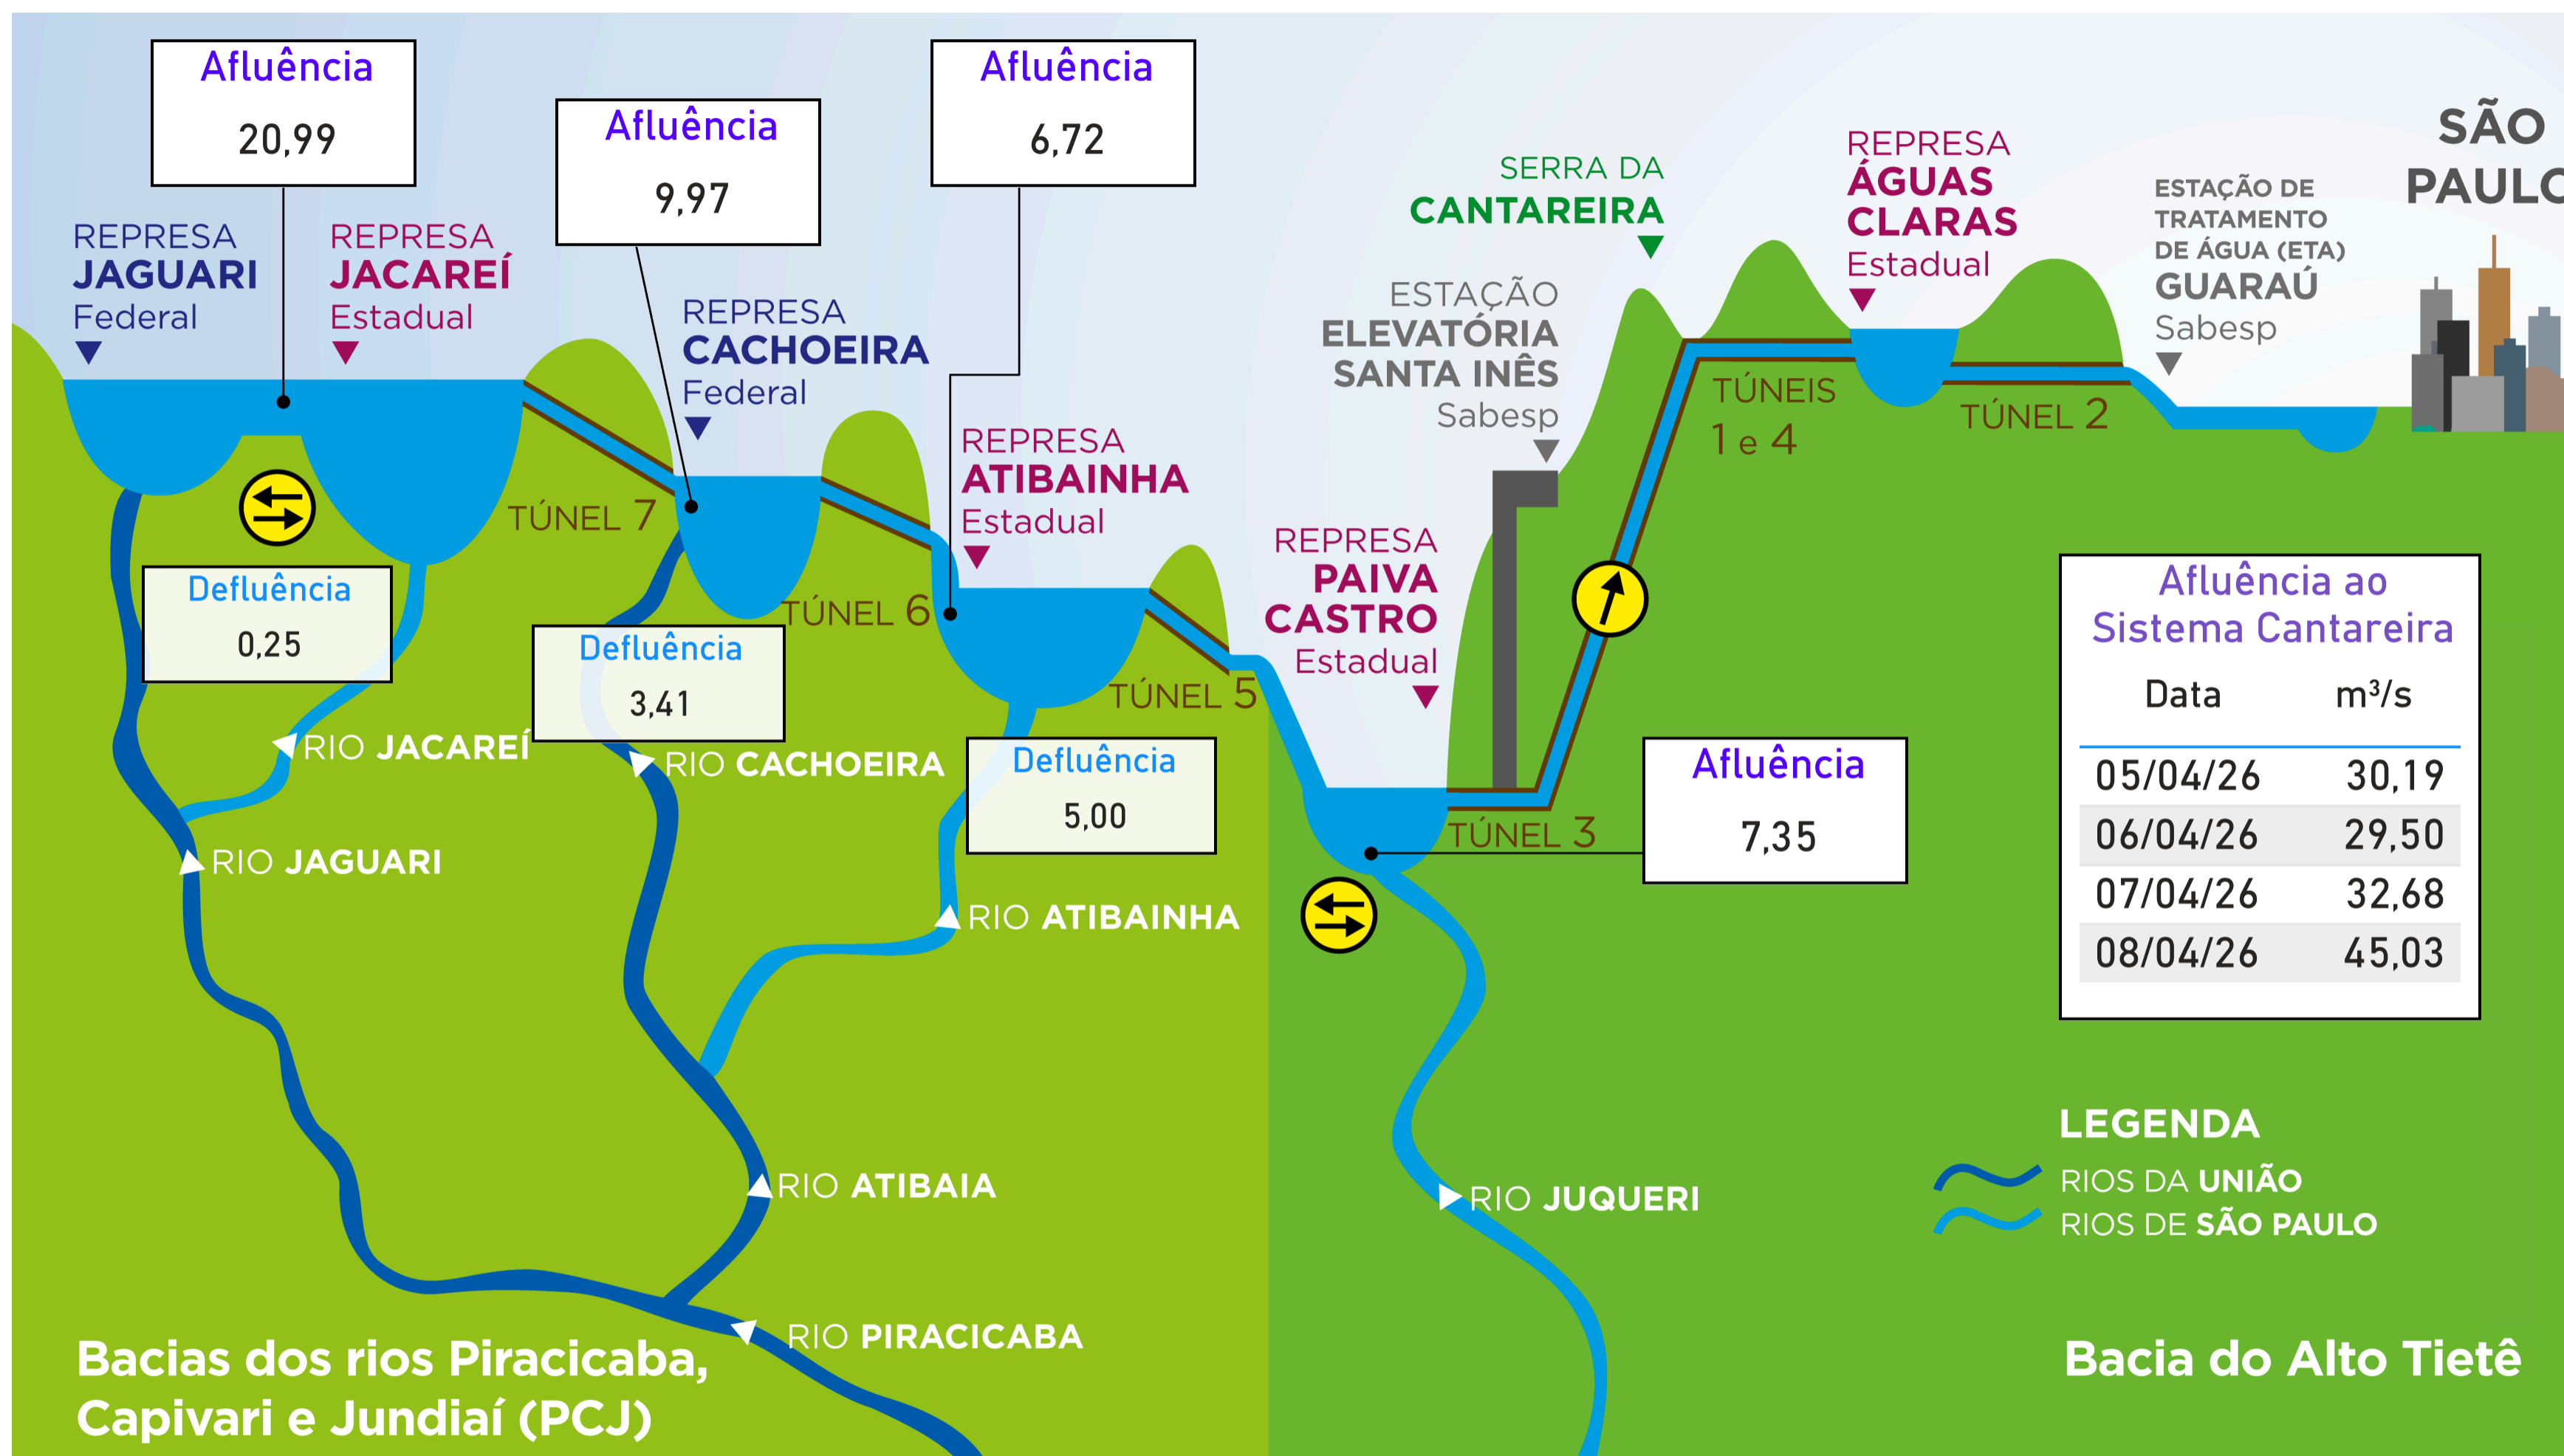 Afluência
20,99
Afluência
9,97
Afluência
6,72
REPRESA
JAGUARI
Federal
REPRESA
JACAREÍ
Estadual
REPRESA
CACHOEIRA
Federal
REPRESA
ATIBAINHA
Estadual
SERRA DA
CANTAREIRA
ESTAÇÃO
ELEVATÓRIA
SANTA INÊS
Sabesp
REPRESA
ÁGUAS
CLARAS
Estadual
ESTAÇÃO DE
TRATAMENTO
DE ÁGUA (ETA)
GUARAÚ
Sabesp
SÃO
PAULO
TÚNEIS
1 e 4
TÚNEL 2
TÚNEL 7
TÚNEL 6
TÚNEL 5
REPRESA
PAIVA
CASTRO
Estadual
Defluência
0,25
Defluência
3,41
Defluência
5,00
TÚNEL 3
Afluência
7,35
Afluência ao
Sistema Cantareira
Data m³/s
05/04/26 30,19
06/04/26 29,50
07/04/26 32,68
08/04/26 45,03
RIO JACAREÍ
RIO CACHOEIRA
RIO JAGUARI
RIO ATIBAINHA
RIO ATIBAIA
RIO JUQUERI
RIO PIRACICABA
LEGENDA
RIOS DA UNIÃO
RIOS DE SÃO PAULO
Bacias dos rios Piracicaba,
Capivari e Jundiaí (PCJ)
Bacia do Alto Tietê